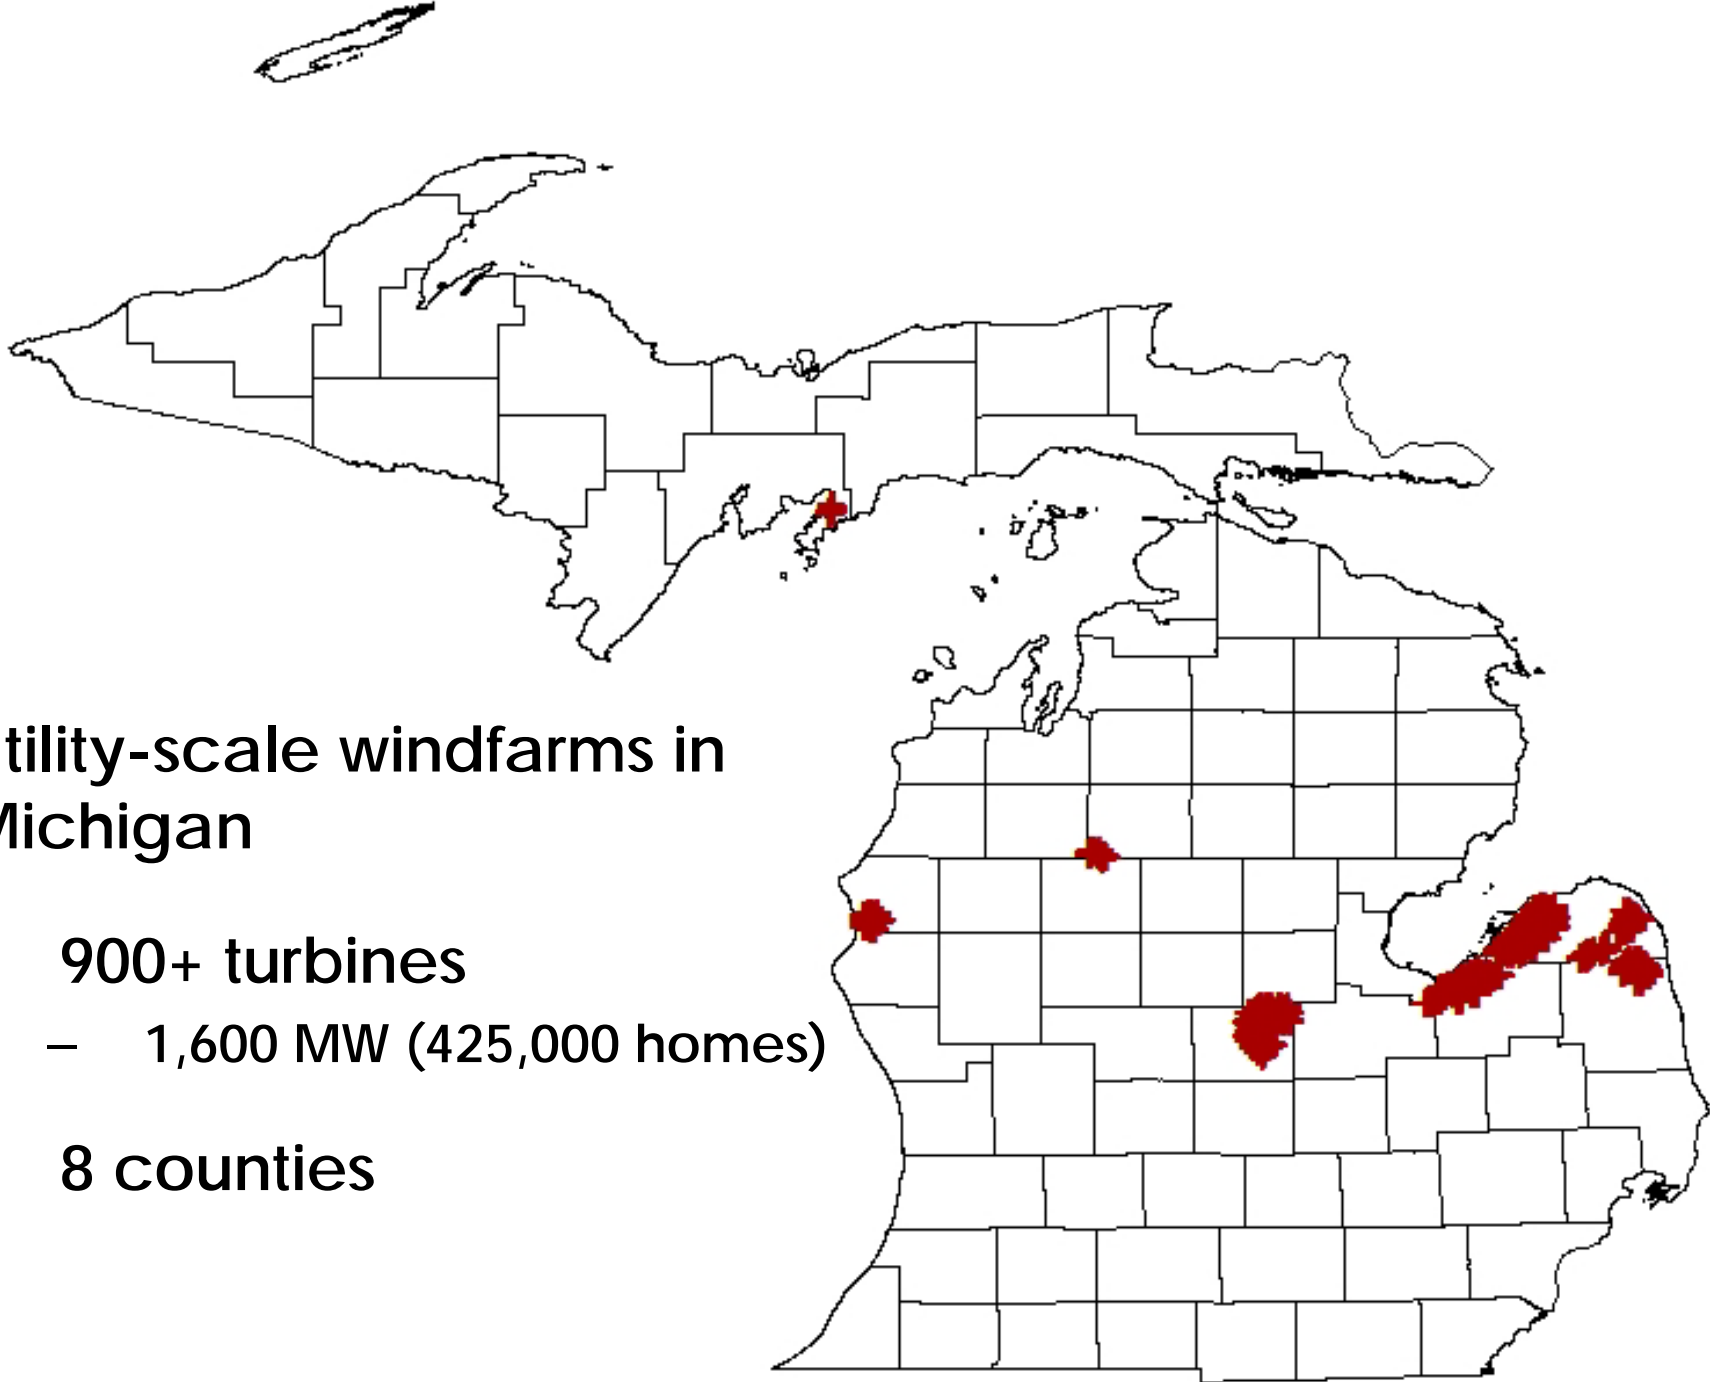 tility-scale windfarms in
Michigan
900+ turbines
– 1,600 MW (425,000 homes)
8 counties